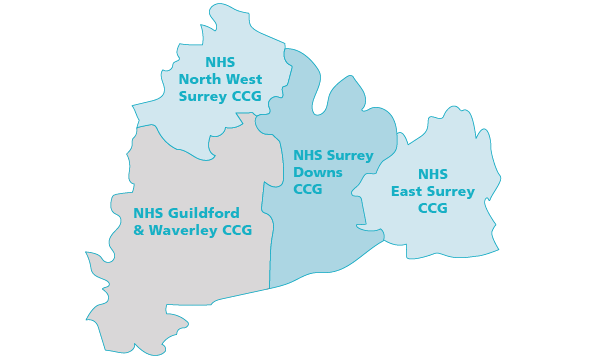 NHS
North West
Surrey CCG
NHS Surrey
Downs
CCG
NHS
East Surrey
CCG
NHS Guildford
& Waverley CCG